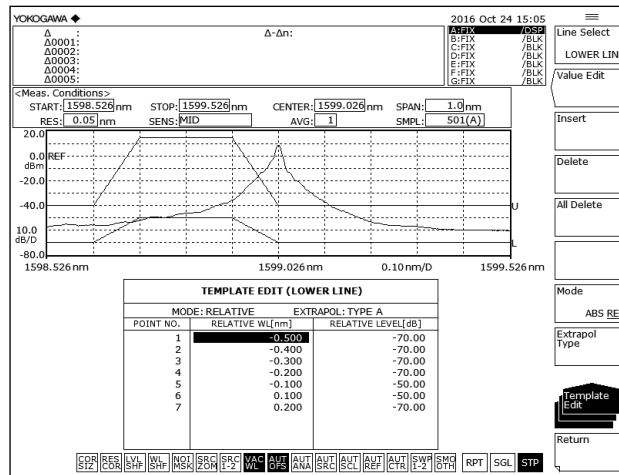 YOKOGAWA ◆
2016 Oct 24 15:05
Δ :
Δ0001:
Δ0002:
Δ0003:
Δ0004:
Δ0005:
Δ-Δn:
A:FIX /DSP
B:FIX /BLK
C:FIX /BLK
D:FIX /BLK
E:FIX /BLK
F:FIX /BLK
G:FIX /BLK
<Meas. Conditions>
START: 1598.526 nm STOP: 1599.526 nm CENTER: 1599.026 nm SPAN: 1.0 nm
RES: 0.05 nm SENS: MID AVG: 1 SMPL: 501(A)
20.0
0.0 REF
dBm
-20.0
-40.0 U
10.0
dB/D L
-80.0
1598.526nm 1599.026nm 0.10nm/D 1599.526nm
TEMPLATE EDIT (LOWER LINE)
MODE: RELATIVE EXTRAPOL: TYPE A
POINT NO. RELATIVE WL[nm] RELATIVE LEVEL[dB]
1 -0.500 -70.00
2 -0.400 -70.00
3 -0.300 -70.00
4 -0.200 -70.00
5 -0.100 -50.00
6 0.100 -50.00
7 0.200 -70.00
COR SIZ
RES COR
LVL SHF
WL SHF
NOI MSK
SRC ZOM
SRC 1-2
VAC WL
AUT OFS
AUT ANA
AUT SRC
AUT SCL
AUT REF
AUT CTR
SWP 1-2
SMO OTH
RPT
SGL
STP
Line Select
LOWER LIN
Value Edit
Insert
Delete
All Delete
Mode
ABS RE
Extrapol
Type
Template
Edit
Return